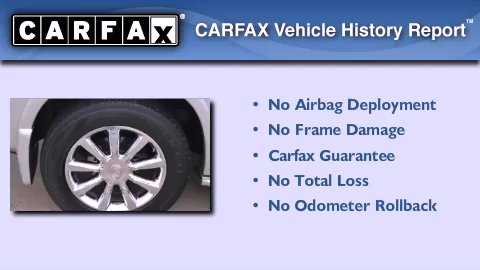 CARFAX® CARFAX Vehicle History Report™
• No Airbag Deployment
• No Frame Damage
• Carfax Guarantee
• No Total Loss
• No Odometer Rollback